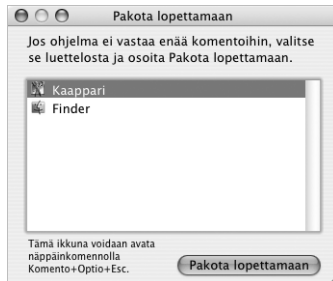 Pakota lopettamaan
Jos ohjelma ei vastaa enää komentoihin, valitse
se luettelosta ja osoita Pakota lopettamaan.
Kaappari
Finder
Tämä ikkuna voidaan avata
näppäinkomennolla
Komento+Optio+Esc.
Pakota lopettamaan